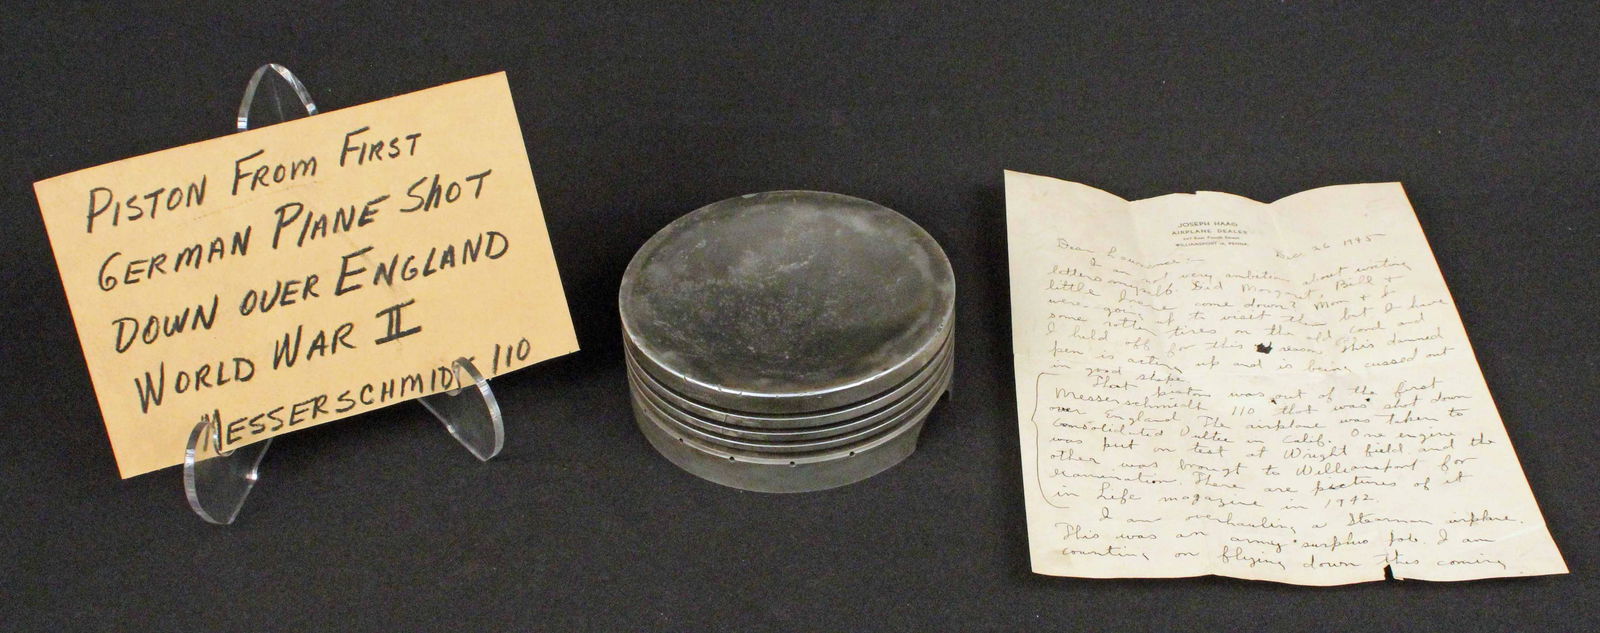 PISTON FROM FIRST
GERMAN PLANE SHOT
DOWN OVER ENGLAND
WORLD WAR II
MESSERSCHMIDT 110
JOSEPH HAAG
AIRPLANE DEALER
WILLIAMSPORT, PENNA.
Dec 26 1945
Dear Lawrence:-
I am not very ambitious about writing
letters myself. Did Margaret, Bill &
little come down? Mom & I
were going up to visit them but I have
some rotten tires on the old Ford and
I held off for this reason. This damned
pen is acting up and is being cussed out
in good shape.
That piston was out of the first
Messerschmidt 110 that was shot down
over England. The airplane was taken to
Consolidated Vultee in Calif. One engine
was put on test at Wright field and the
other was brought to Williamsport for
examination. There are pictures of it
in Life magazine in 1942.
I am overhauling a Stearman airplane.
This was an army surplus job. I am
counting on flying down this coming